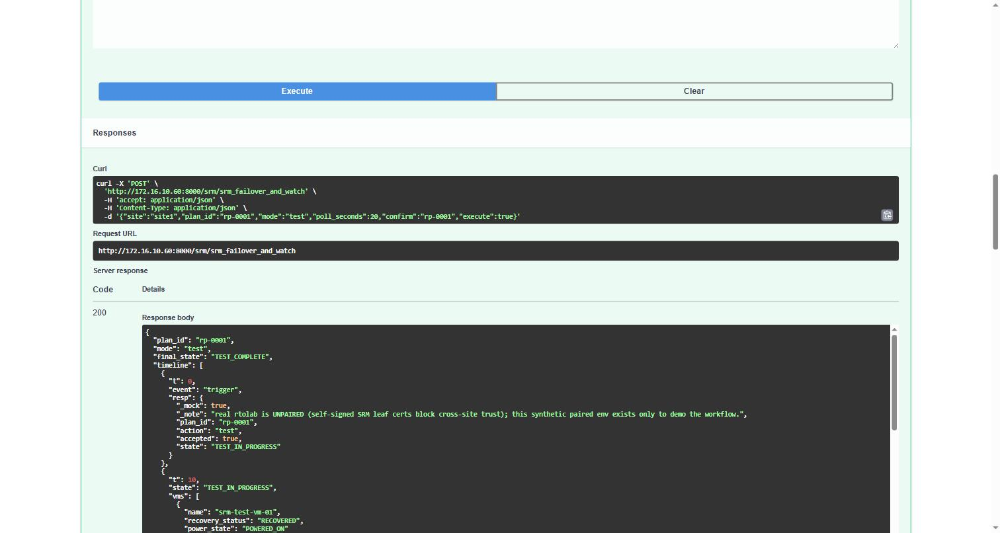 Execute
Clear
Responses
Curl
curl -X 'POST' \
'http://172.16.10.60:8000/srm/srm_failover_and_watch' \
-H 'accept: application/json' \
-H 'Content-Type: application/json' \
-d '{"site":"site1","plan_id":"rp-0001","mode":"test","poll_seconds":20,"confirm":"rp-0001","execute":true}'
Request URL
http://172.16.10.60:8000/srm/srm_failover_and_watch
Server response
Code
Details
200
Response body
{
"plan_id": "rp-0001",
"mode": "test",
"final_state": "TEST_COMPLETE",
"timeline": [
{
"t": 0,
"event": "trigger",
"resp": {
"_mock": true,
"_note": "real rtolab is UNPAIRED (self-signed SRM leaf certs block cross-site trust); this synthetic paired env exists only to demo the workflow.",
"plan_id": "rp-0001",
"action": "test",
"accepted": true,
"state": "TEST_IN_PROGRESS"
}
},
{
"t": 10,
"state": "TEST_IN_PROGRESS",
"vms": [
{
"name": "srm-test-vm-01",
"recovery_status": "RECOVERED",
"power_state": "POWERED_ON"